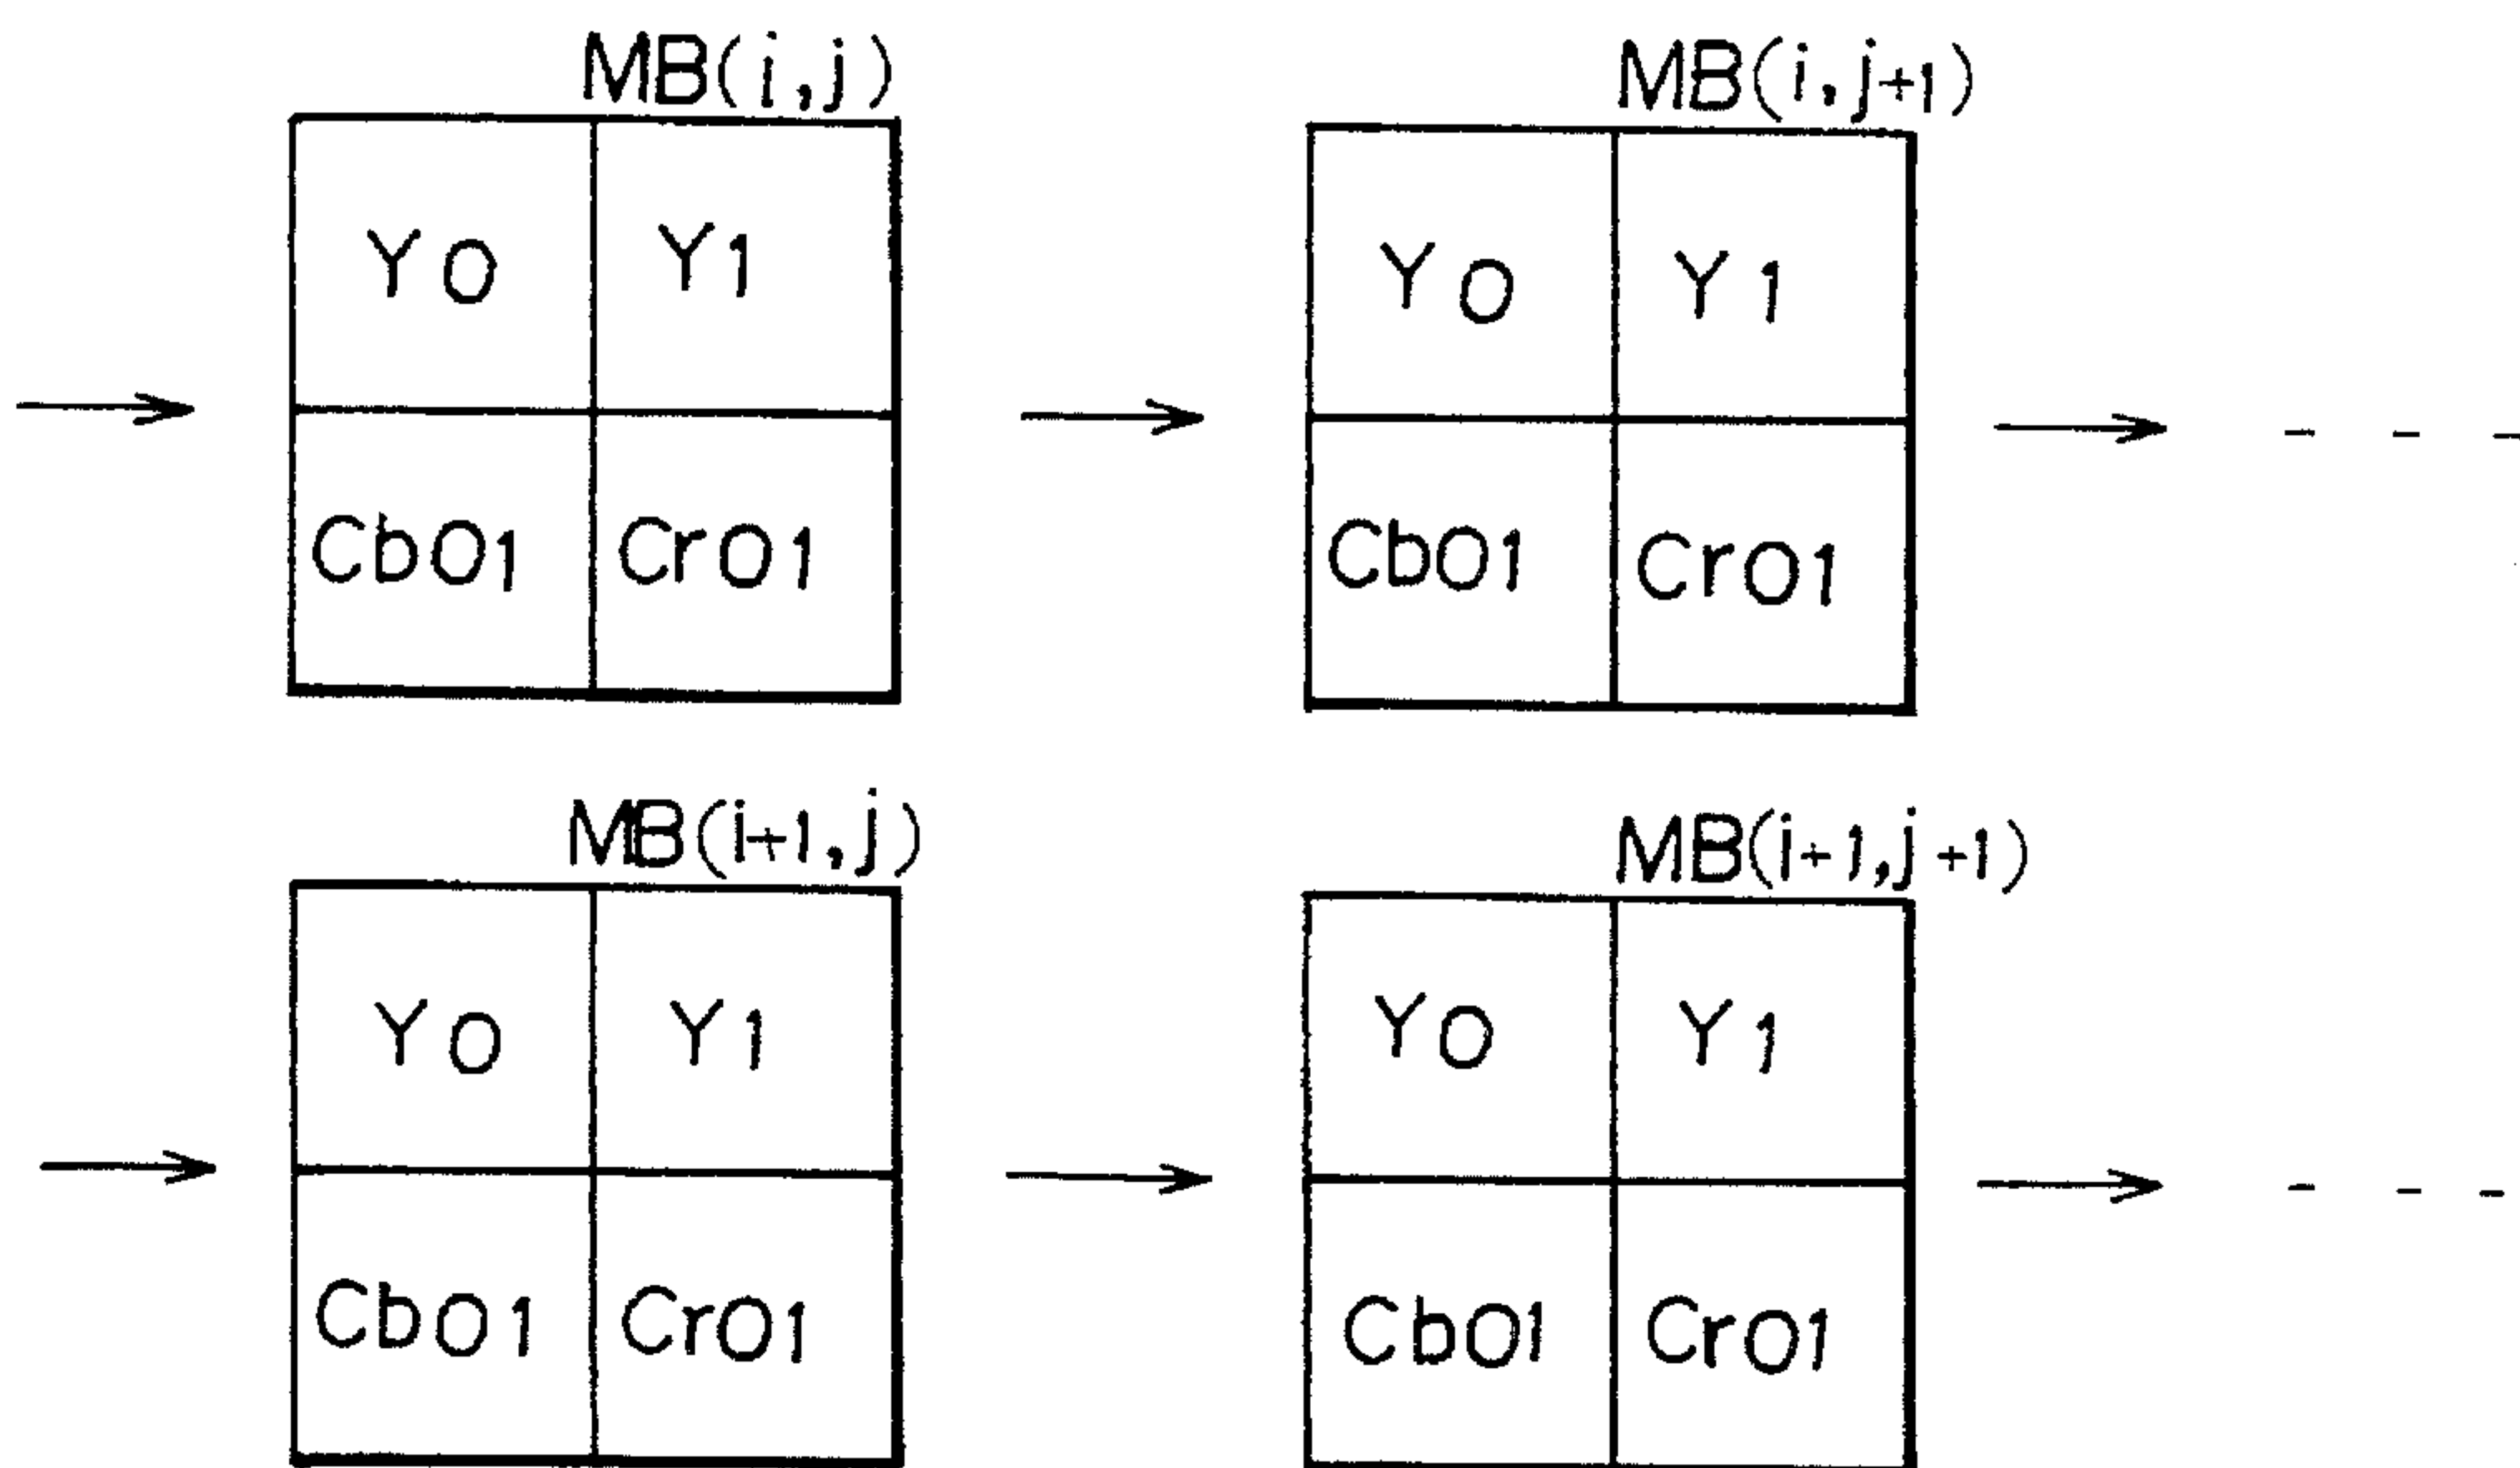 MB(i,j) MB(i,j+1)
Y0 Y1 Y0 Y1
Cb01 Cr01 Cb01 Cr01
MB(i+1,j) MB(i+1,j+1)
Y0 Y1 Y0 Y1
Cb01 Cr01 Cb01 Cr01